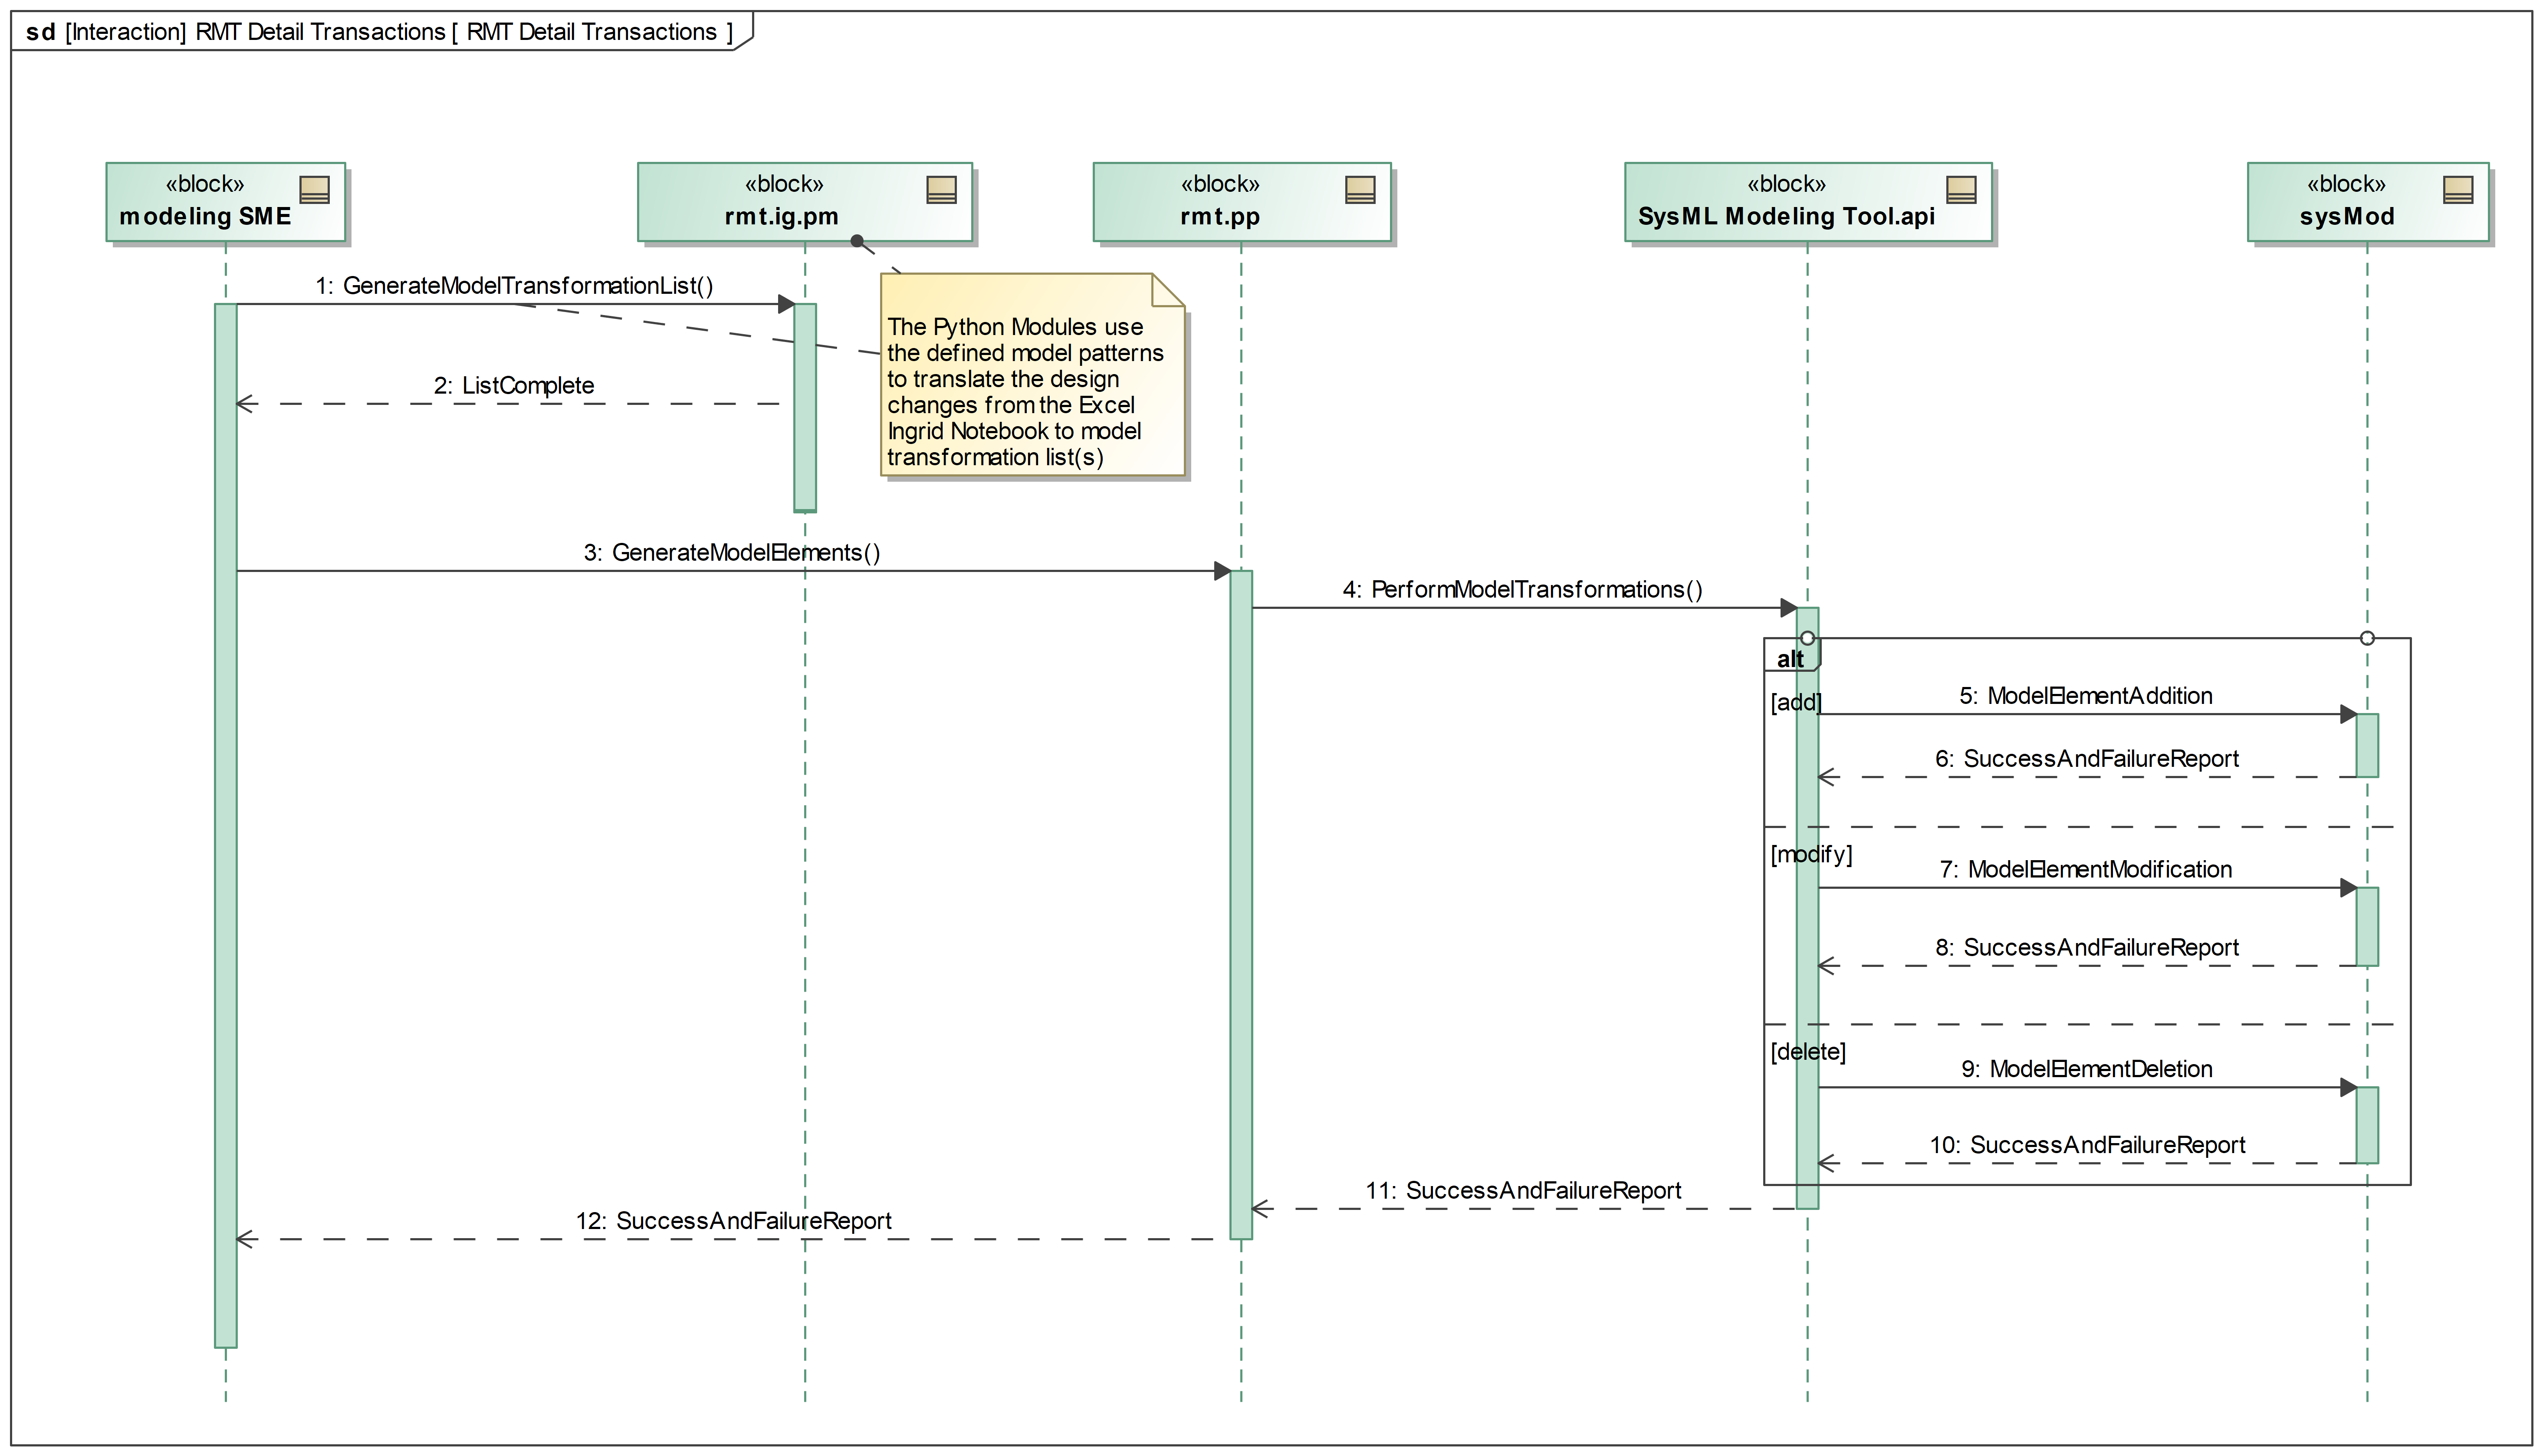 sd [Interaction] RMT Detail Transactions [ RMT Detail Transactions ]
«block»
modeling SME
«block»
rmt.ig.pm
«block»
rmt.pp
«block»
SysML Modeling Tool.api
«block»
sysMod
1: GenerateModelTransformationList()
The Python Modules use
the defined model patterns
to translate the design
changes from the Excel
Ingrid Notebook to model
transformation list(s)
2: ListComplete
3: GenerateModelElements()
4: PerformModelTransformations()
alt
[add]
5: ModelElementAddition
6: SuccessAndFailureReport
[modify]
7: ModelElementModification
8: SuccessAndFailureReport
[delete]
9: ModelElementDeletion
10: SuccessAndFailureReport
11: SuccessAndFailureReport
12: SuccessAndFailureReport